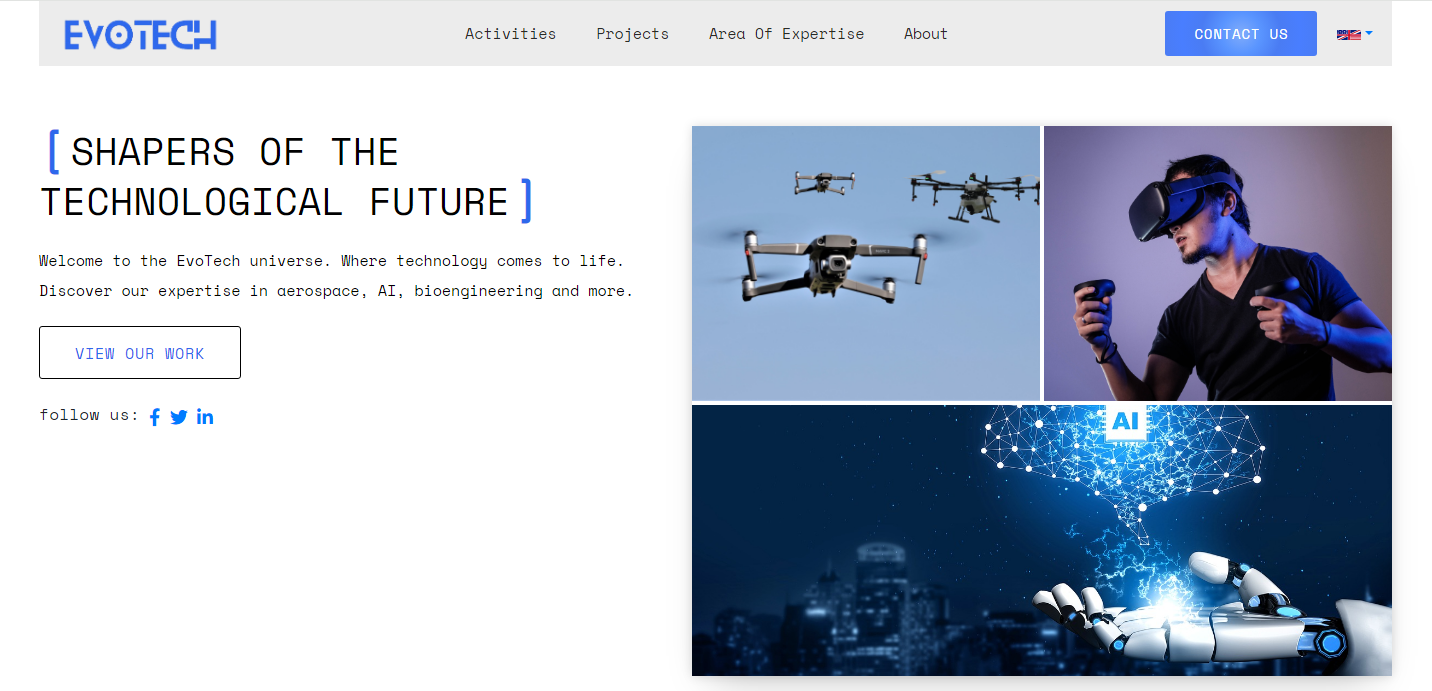 EVOTECH
Activities Projects Area Of Expertise About
CONTACT US
[SHAPERS OF THE
TECHNOLOGICAL FUTURE]
Welcome to the EvoTech universe. Where technology comes to life.
Discover our expertise in aerospace, AI, bioengineering and more.
VIEW OUR WORK
follow us:
AI